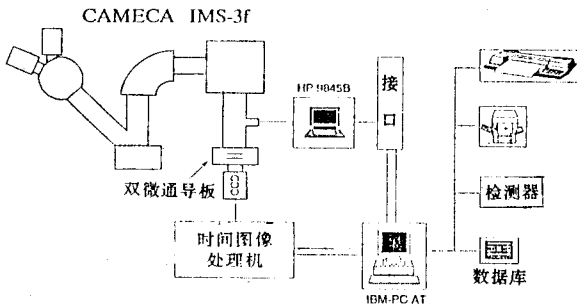 CAMECA IMS-3f
HP 9845B
接口
双微通导板
时间图像
处理机
检测器
IBM-PC AT
数据库